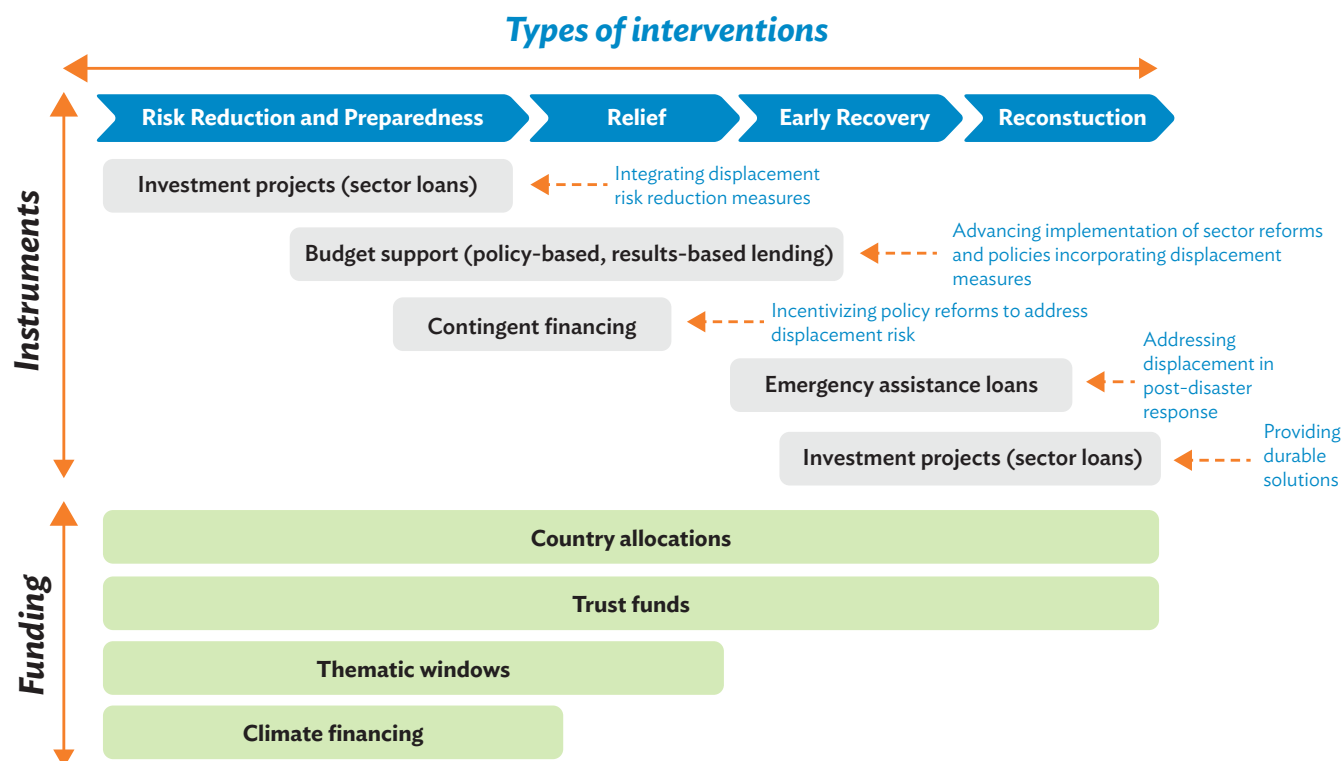 Types of interventions
Risk Reduction and Preparedness
Relief
Early Recovery
Reconstuction
Instruments
Investment projects (sector loans)
Integrating displacement
risk reduction measures
Budget support (policy-based, results-based lending)
Advancing implementation of sector reforms
and policies incorporating displacement
measures
Contingent financing
Incentivizing policy reforms to address
displacement risk
Emergency assistance loans
Addressing
displacement in
post-disaster
response
Investment projects (sector loans)
Providing
durable
solutions
Funding
Country allocations
Trust funds
Thematic windows
Climate financing